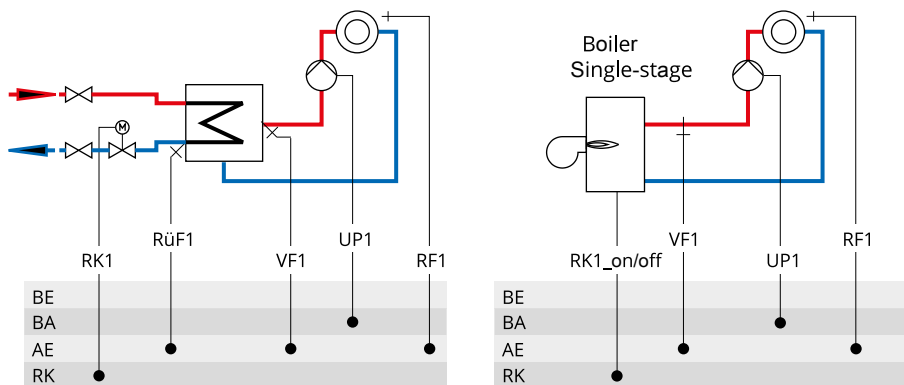 M
RK1
RüF1
VF1
UP1
RF1
BE
BA
AE
RK
Boiler
Single-stage
RK1_on/off
VF1
UP1
RF1
BE
BA
AE
RK